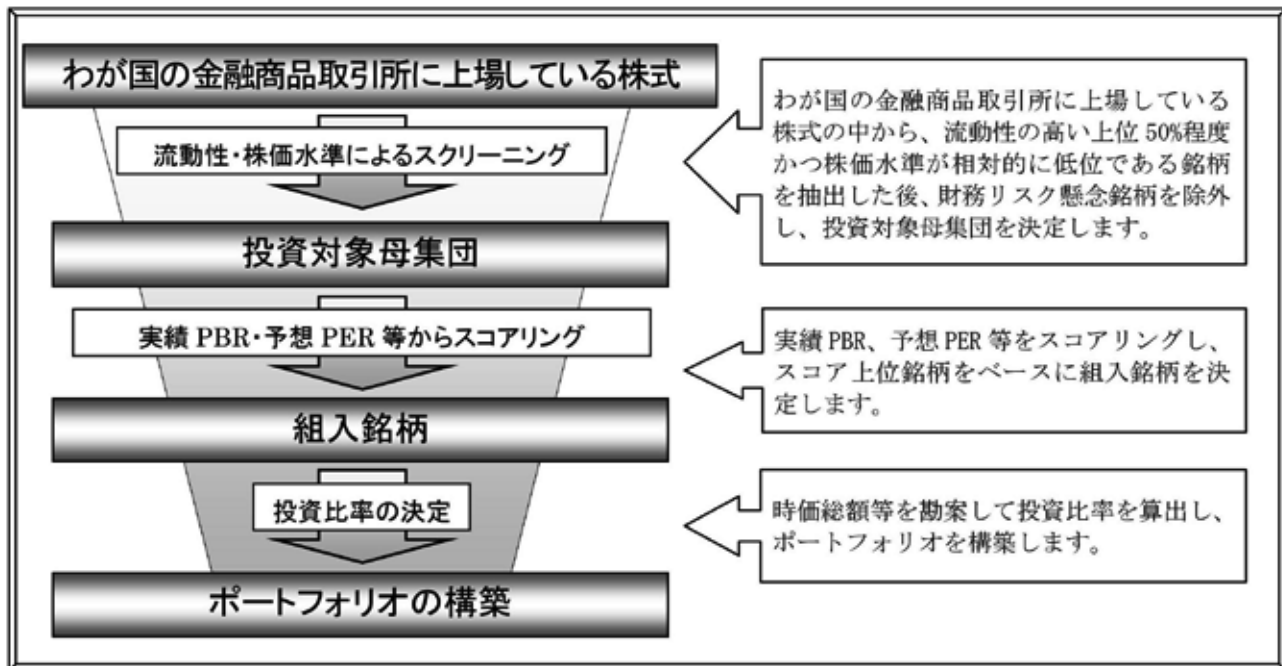 わが国の金融商品取引所に上場している株式
流動性・株価水準によるスクリーニング
わが国の金融商品取引所に上場している
株式の中から、流動性の高い上位50%程度
かつ株価水準が相対的に低位である銘柄
を抽出した後、財務リスク懸念銘柄を除外
し、投資対象母集団を決定します。
投資対象母集団
実績 PBR・予想 PER 等からスコアリング
実績 PBR、予想 PER 等をスコアリングし、
スコア上位銘柄をベースに組入銘柄を決
定します。
組入銘柄
投資比率の決定
時価総額等を勘案して投資比率を算出し、
ポートフォリオを構築します。
ポートフォリオの構築